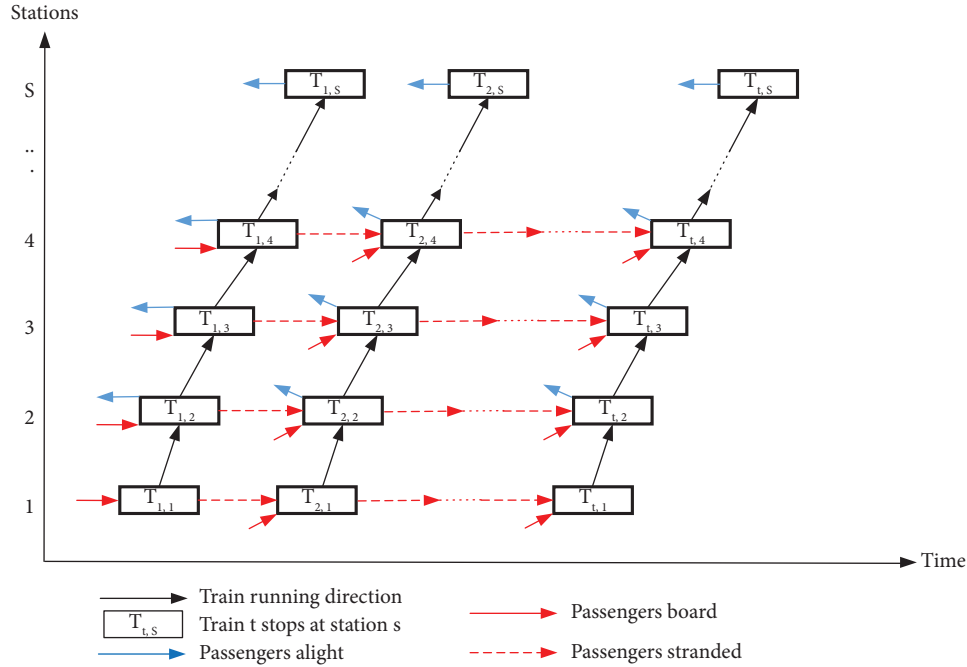 Stations
S
T1, S
T2, S
Tt, S
..
.
4
T1, 4
T2, 4
Tt, 4
3
T1, 3
T2, 3
Tt, 3
2
T1, 2
T2, 2
Tt, 2
1
T1, 1
T2, 1
Tt, 1
Time
Train running direction
Tt, S
Train t stops at station s
Passengers alight
Passengers board
Passengers stranded